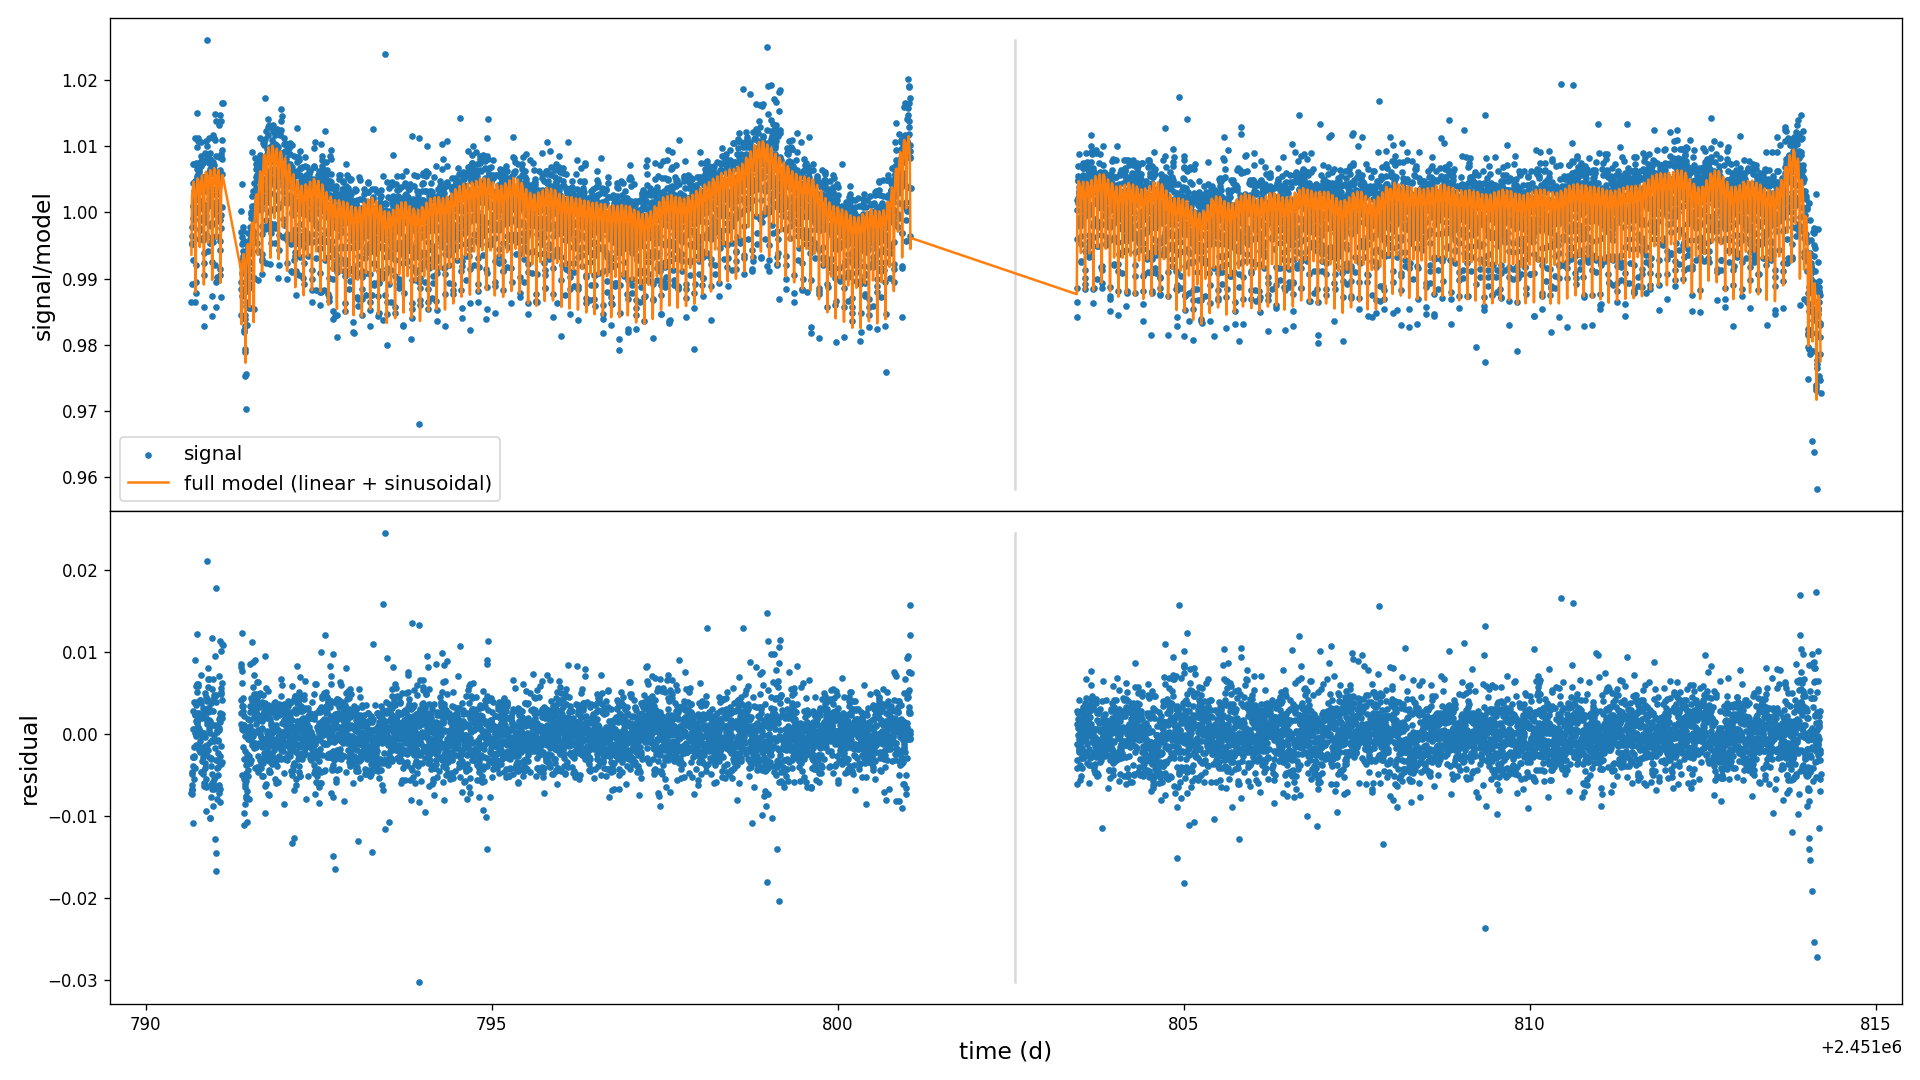 signal/model
1.02
1.01
1.00
0.99
0.98
0.97
0.96
signal
full model (linear + sinusoidal)
residual
0.02
0.01
0.00
−0.01
−0.02
−0.03
790 795 800 805 810 815
+2.451e6
time (d)